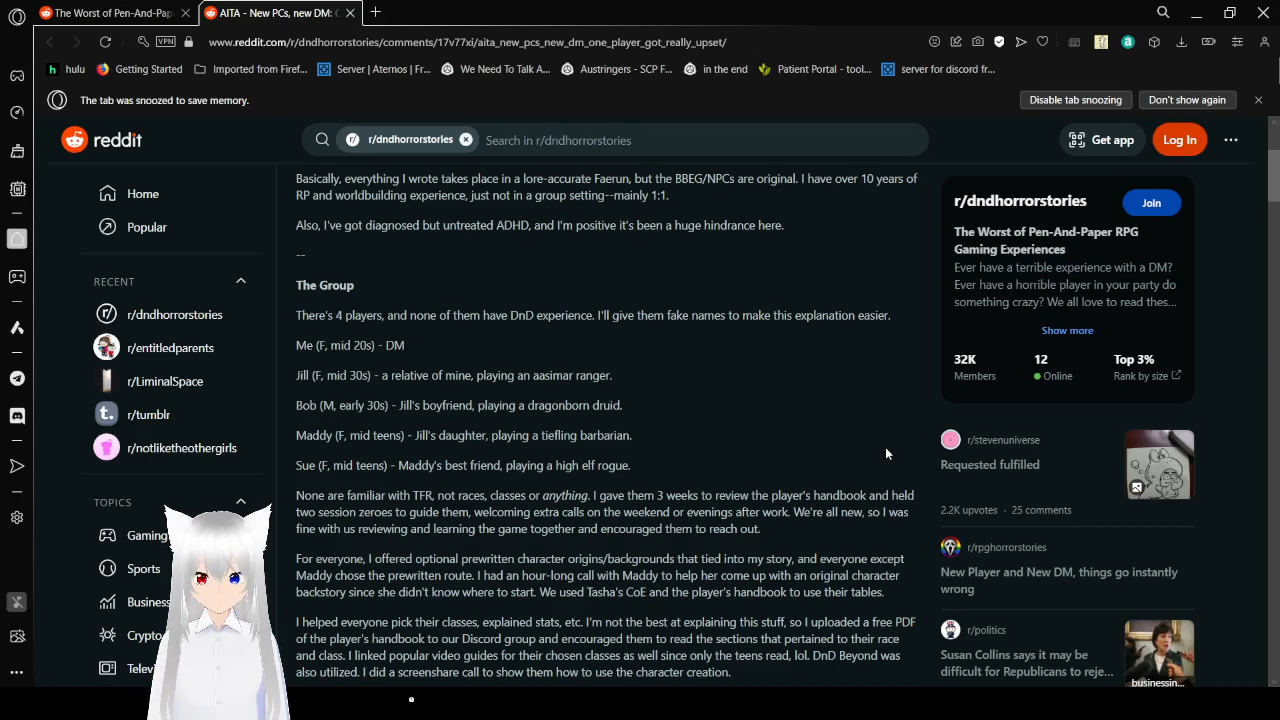 The Worst of Pen-And-Pap
AITA - New PCs, new DM:
www.reddit.com/r/dndhorrorstories/comments/17v77xi/aita_new_pcs_new_dm_one_player_got_really_upset/
VPN
hulu
Getting Started
Imported from Firef...
Server | Aternos | Fr...
We Need To Talk A...
Austringers - SCP F...
in the end
Patient Portal - tool...
server for discord fr...
The tab was snoozed to save memory.
Disable tab snoozing
Don't show again
reddit
r/dndhorrorstories
Search in r/dndhorrorstories
Get app
Log In
Home
Popular
RECENT
r/dndhorrorstories
r/entitledparents
r/LiminalSpace
r/tumblr
r/notliketheothergirls
TOPICS
Gaming
Sports
Business
Crypto
Televi
Basically, everything I wrote takes place in a lore-accurate Faerun, but the BBEG/NPCs are original. I have over 10 years of
RP and worldbuilding experience, just not in a group setting--mainly 1:1.
Also, I've got diagnosed but untreated ADHD, and I'm positive it's been a huge hindrance here.
--
The Group
There's 4 players, and none of them have DnD experience. I'll give them fake names to make this explanation easier.
Me (F, mid 20s) - DM
Jill (F, mid 30s) - a relative of mine, playing an aasimar ranger.
Bob (M, early 30s) - Jill's boyfriend, playing a dragonborn druid.
Maddy (F, mid teens) - Jill's daughter, playing a tiefling barbarian.
Sue (F, mid teens) - Maddy's best friend, playing a high elf rogue.
None are familiar with TFR, not races, classes or anything. I gave them 3 weeks to review the player's handbook and held
two session zeroes to guide them, welcoming extra calls on the weekend or evenings after work. We're all new, so I was
fine with us reviewing and learning the game together and encouraged them to reach out.
For everyone, I offered optional prewritten character origins/backgrounds that tied into my story, and everyone except
Maddy chose the prewritten route. I had an hour-long call with Maddy to help her come up with an original character
backstory since she didn't know where to start. We used Tasha's CoE and the player's handbook to use their tables.
I helped everyone pick their classes, explained stats, etc. I'm not the best at explaining this stuff, so I uploaded a free PDF
of the player's handbook to our Discord group and encouraged them to read the sections that pertained to their race
and class. I linked popular video guides for their chosen classes as well since only the teens read, lol. DnD Beyond was
also utilized. I did a screenshare call to show them how to use the character creation.
r/dndhorrorstories
Join
The Worst of Pen-And-Paper RPG
Gaming Experiences
Ever have a terrible experience with a DM?
Ever have a horrible player in your party do
something crazy? We all love to read thes...
Show more
32K
Members
12
Online
Top 3%
Rank by size
r/stevenuniverse
Requested fulfilled
2.2K upvotes · 25 comments
r/rpghorrorstories
New Player and New DM, things go instantly
wrong
r/politics
Susan Collins says it may be
difficult for Republicans to reje...
businessin...